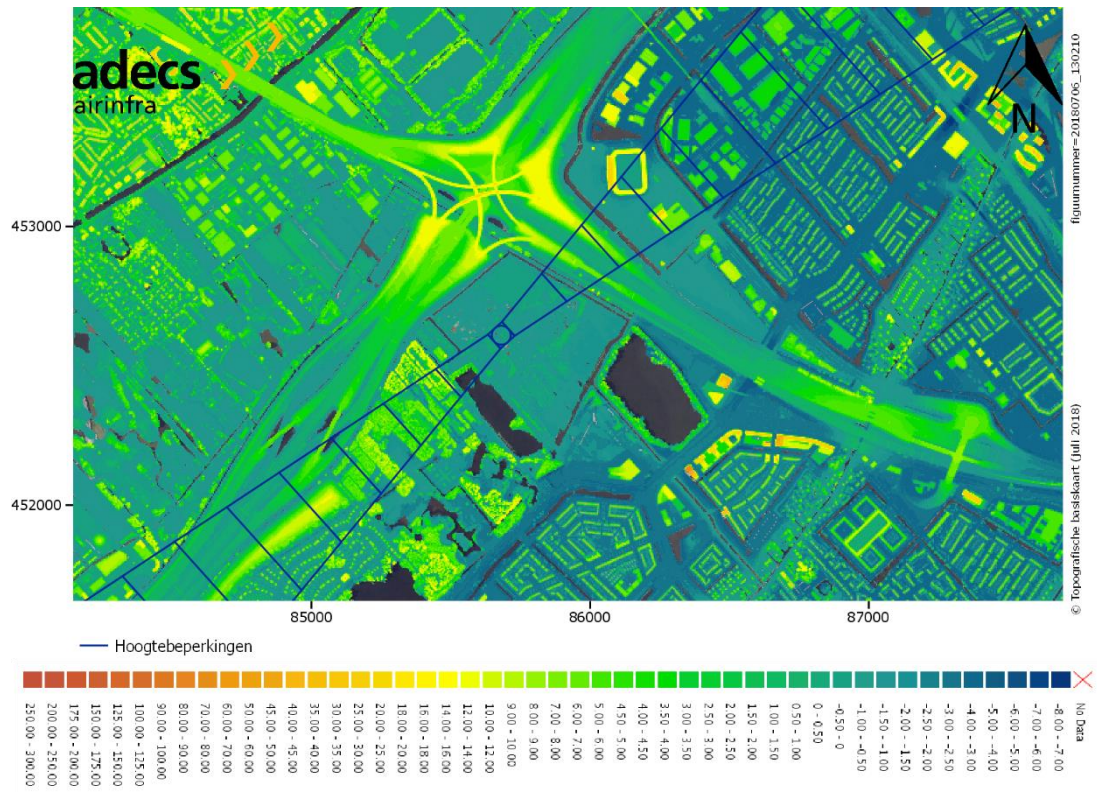 adecs
airinfra
N
figuurnummer=20180706_130210
453000
452000
© Topografische basiskaart (juli 2018)
85000
86000
87000
Hoogtebeperkingen
250.00 - 300.00
200.00 - 250.00
175 - 200.00
150.00 - 175.00
125.00 - 150.00
100.00 - 125.00
90.00 - 100.00
80.00 - 90.00
70.00 - 80.00
60.00 - 70.00
50.00 - 60.00
45.00 - 50.00
40.00 - 45.00
35.00 - 40.00
30.00 - 35.00
25.00 - 30.00
20.00 - 25.00
18.00 - 20.00
16.00 - 18.00
14.00 - 16.00
12.00 - 14.00
10.00 - 12.00
9.00 - 10.00
8.00 - 9.00
7.00 - 8.00
6.00 - 7.00
5.00 - 6.00
4.50 - 5.00
4.00 - 4.50
3.50 - 4.00
3.00 - 3.50
2.50 - 3.00
2.00 - 2.50
1.50 - 2.00
1.00 - 1.50
0.50 - 1.00
0 - 0.50
-0.50 - 0
-1.00 - -0.50
-1.50 - -1.00
-2.00 - -1.50
-2.50 - -2.00
-3.00 - -2.50
-4.00 - -3.00
-5.00 - -4.00
-6.00 - -5.00
-7.00 - -6.00
-8.00 - -7.00
No Data